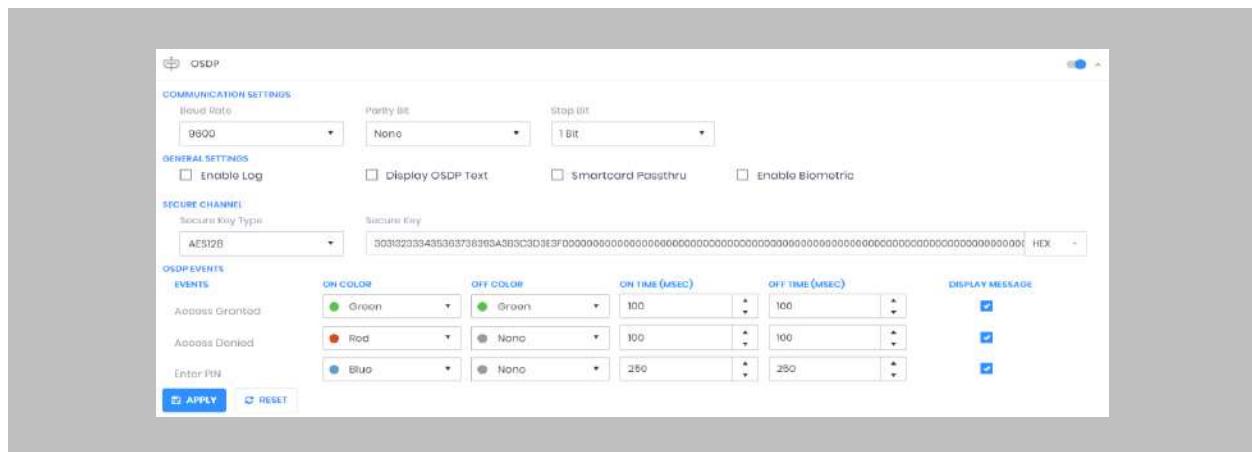 OSDP
COMMUNICATION SETTINGS
Baud Rate Parity Bit Stop Bit
9600 None 1 Bit
GENERAL SETTINGS
Enable Log Display OSDP Text Smartcard Passthru Enable Biometric
SECURE CHANNEL
Secure Key Type Secure Key
AES128 HEX
OSDP EVENTS
EVENTS ON COLOR OFF COLOR ON TIME (MSEC) OFF TIME (MSEC) DISPLAY MESSAGE
Access Granted Green Green 100 100
Access Denied Red None 100 100
Enter PIN Blue None 250 250
APPLY RESET